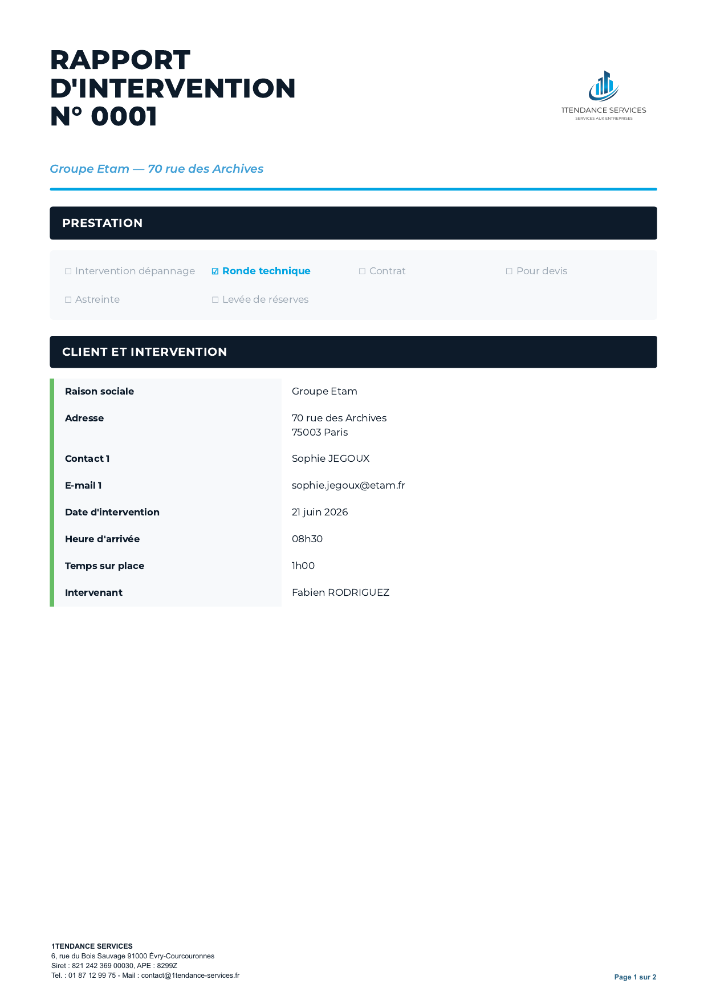 RAPPORT
D'INTERVENTION
N° 0001
1TENDANCE SERVICES
SERVICES AUX ENTREPRISES
Groupe Etam — 70 rue des Archives
PRESTATION
☐ Intervention dépannage ☑ Ronde technique ☐ Contrat ☐ Pour devis
☐ Astreinte ☐ Levée de réserves
CLIENT ET INTERVENTION
Raison sociale Groupe Etam
Adresse 70 rue des Archives
75003 Paris
Contact 1 Sophie JEGOUX
E-mail 1 sophie.jegoux@etam.fr
Date d'intervention 21 juin 2026
Heure d'arrivée 08h30
Temps sur place 1h00
Intervenant Fabien RODRIGUEZ
1TENDANCE SERVICES
6, rue du Bois Sauvage 91000 Évry-Courcouronnes
Siret : 821 242 369 00030, APE : 8299Z
Tel. : 01 87 12 99 75 - Mail : contact@1tendance-services.fr
Page 1 sur 2